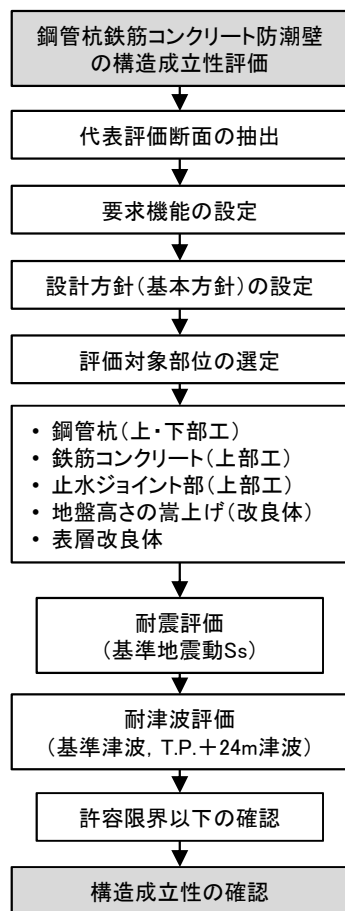 鋼管杭鉄筋コンクリート防潮壁
の構造成立性評価
代表評価断面の抽出
要求機能の設定
設計方針(基本方針)の設定
評価対象部位の選定
• 鋼管杭(上・下部工)
• 鉄筋コンクリート(上部工)
• 止水ジョイント部(上部工)
• 地盤高さの嵩上げ(改良体)
• 表層改良体
耐震評価
(基準地震動Ss)
耐津波評価
(基準津波, T.P.+24m津波)
許容限界以下の確認
構造成立性の確認